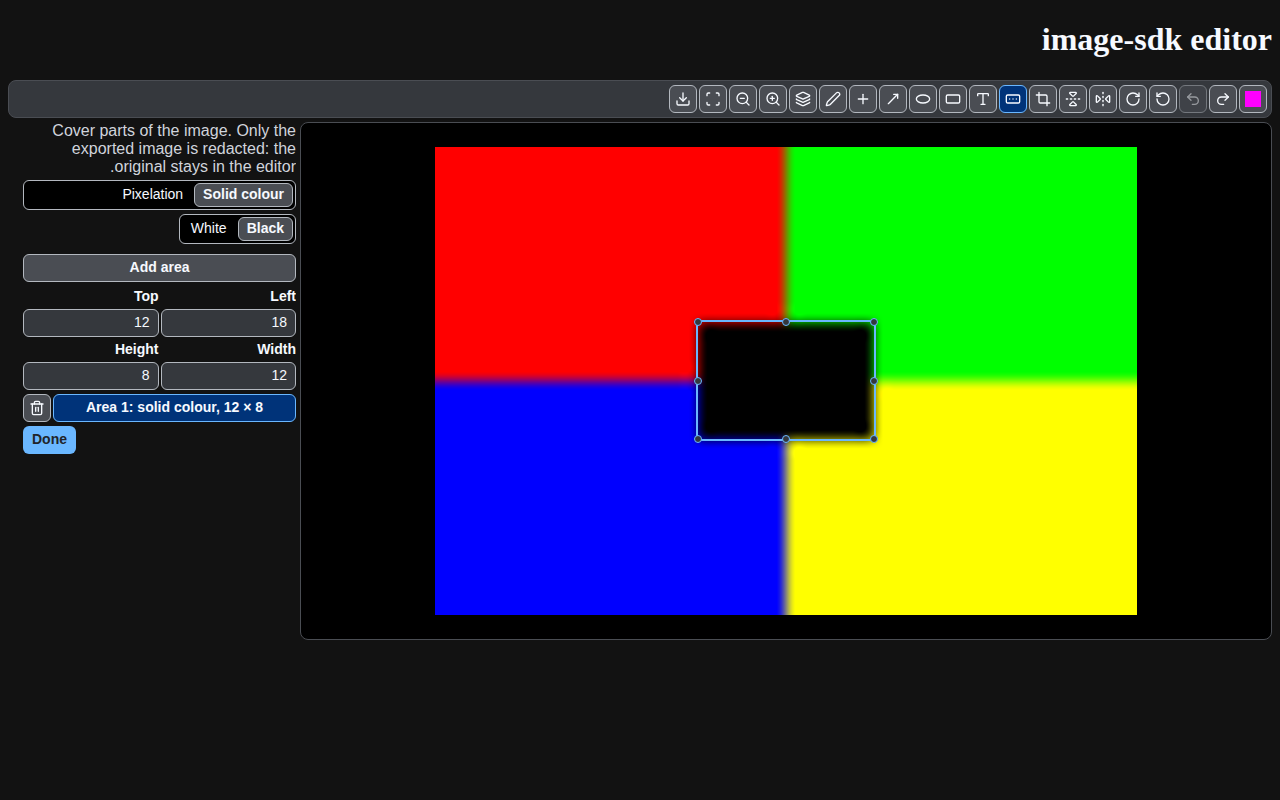 image-sdk editor
Cover parts of the image. Only the
exported image is redacted: the
original stays in the editor.
Solid colour Pixelation
Black White
Add area
Left Top
18 12
Width Height
12 8
Area 1: solid colour, 12 × 8
Done